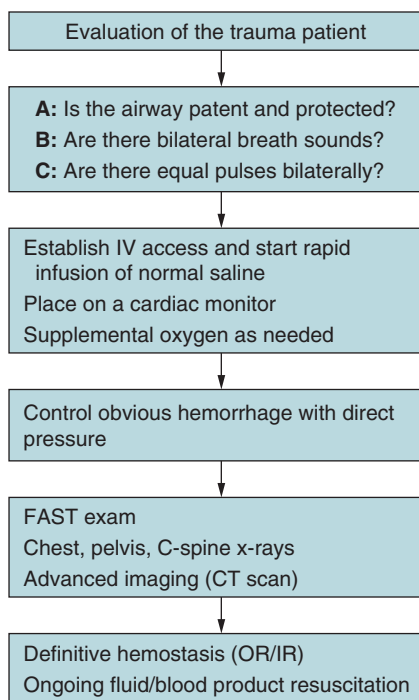 Evaluation of the trauma patient
A: Is the airway patent and protected?
B: Are there bilateral breath sounds?
C: Are there equal pulses bilaterally?
Establish IV access and start rapid
infusion of normal saline
Place on a cardiac monitor
Supplemental oxygen as needed
Control obvious hemorrhage with direct
pressure
FAST exam
Chest, pelvis, C-spine x-rays
Advanced imaging (CT scan)
Definitive hemostasis (OR/IR)
Ongoing fluid/blood product resuscitation